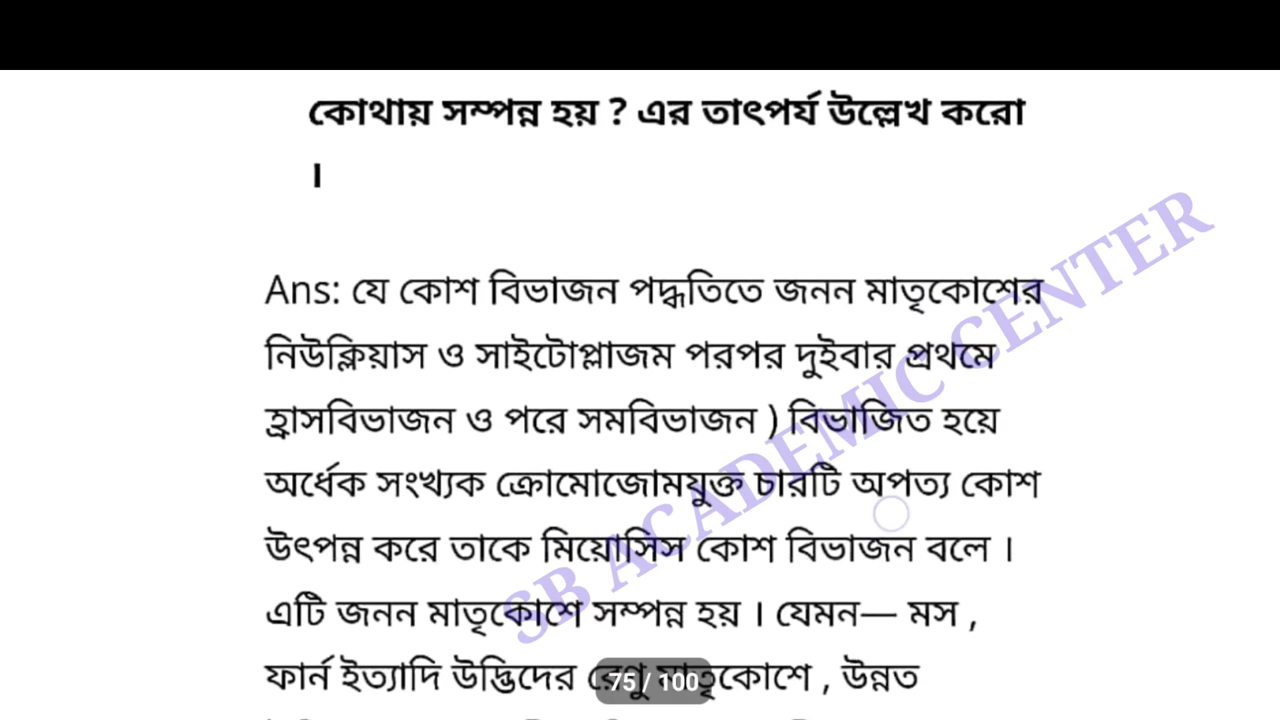 কোথায় সম্পন্ন হয় ? এর তাৎপর্য উল্লেখ করো
।
Ans: যে কোশ বিভাজন পদ্ধতিতে জনন মাতৃকোশের
নিউক্লিয়াস ও সাইটোপ্লাজম পরপর দুইবার প্রথমে
হ্রাসবিভাজন ও পরে সমবিভাজন ) বিভাজিত হয়ে
অর্ধেক সংখ্যক ক্রোমোজোমযুক্ত চারটি অপত্য কোশ
উৎপন্ন করে তাকে মিয়োসিস কোশ বিভাজন বলে ।
এটি জনন মাতৃকোশে সম্পন্ন হয় । যেমন— মস ,
ফার্ন ইত্যাদি উদ্ভিদের রেণু মাতৃকোশে , উন্নত
75 / 100
SB ACADEMIC CENTER